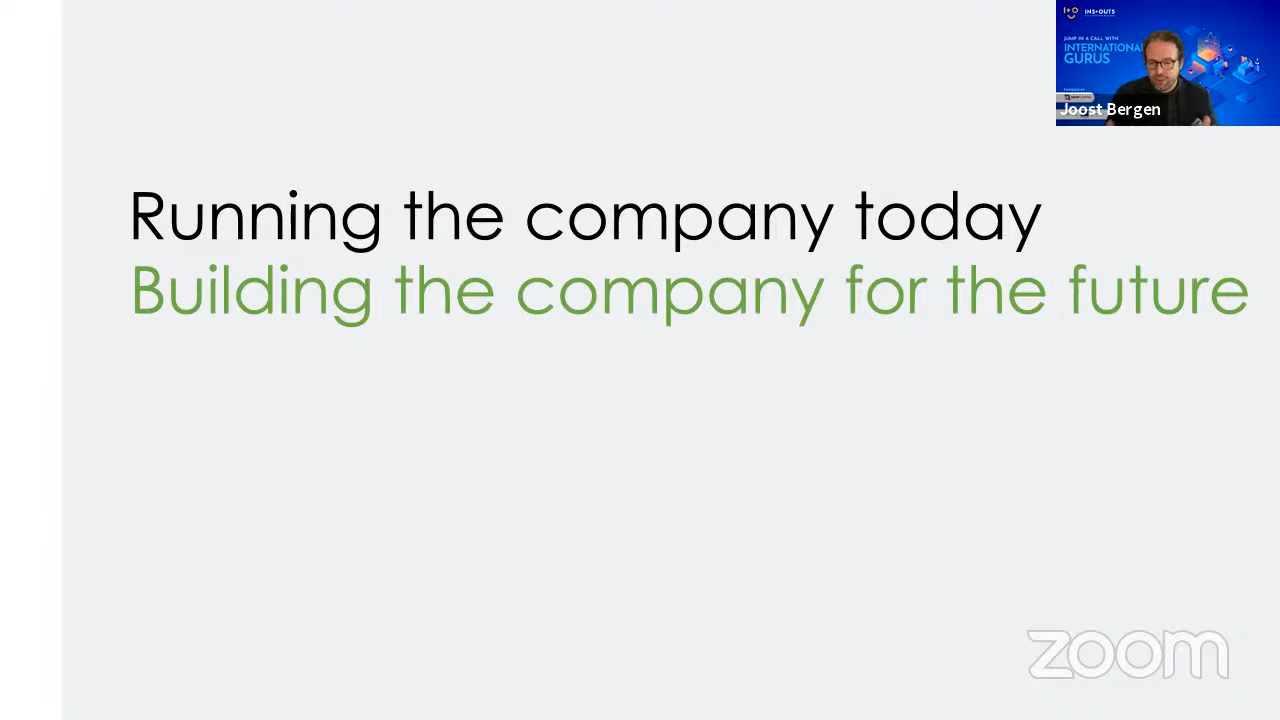 INS+OUTS
JUMP IN A CALL WITH
INTERNATIONAL
GURUS
Joost Bergen
Running the company today
Building the company for the future
zoom